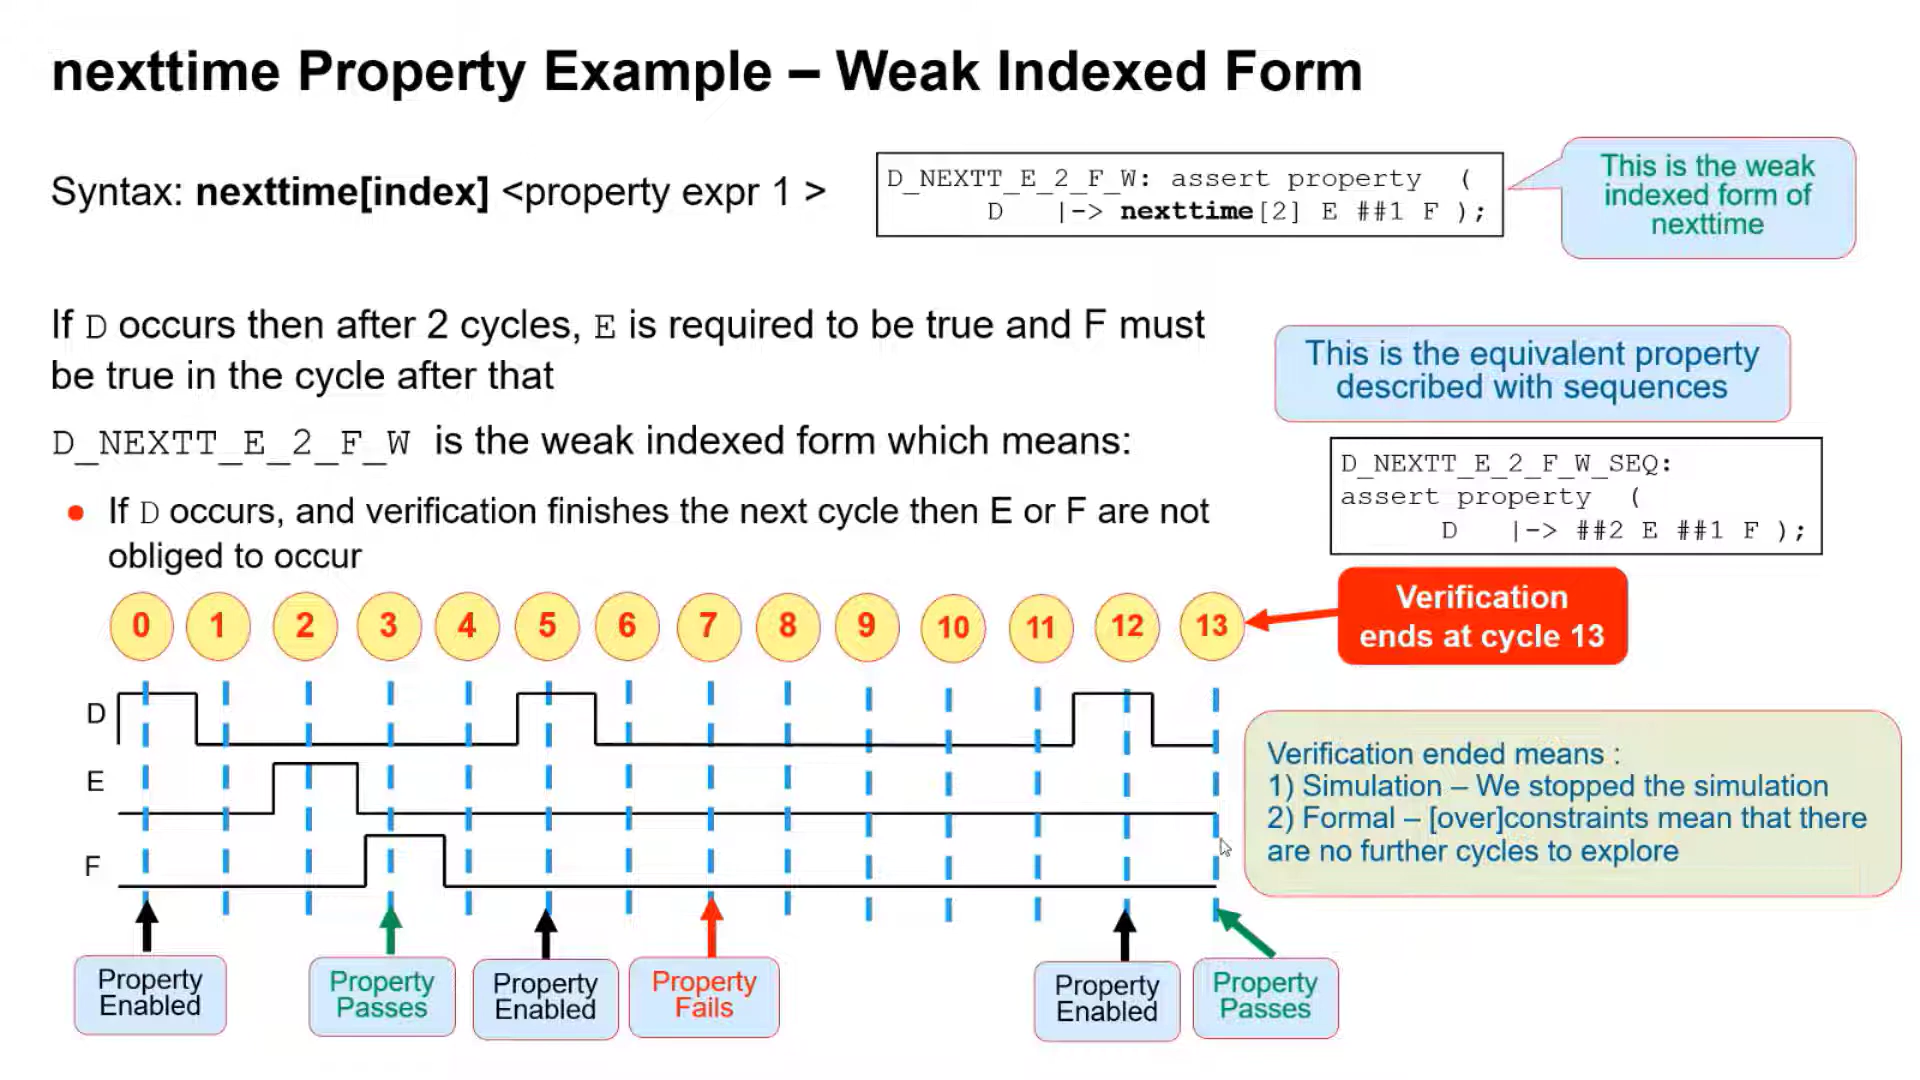 nexttime Property Example – Weak Indexed Form
Syntax: nexttime[index] <property expr 1 >
D_NEXTT_E_2_F_W: assert property (
D |-> nexttime[2] E ##1 F );
This is the weak
indexed form of
nexttime
If D occurs then after 2 cycles, E is required to be true and F must
be true in the cycle after that
This is the equivalent property
described with sequences
D_NEXTT_E_2_F_W is the weak indexed form which means:
D_NEXTT_E_2_F_W_SEQ:
assert property (
D |-> ##2 E ##1 F );
• If D occurs, and verification finishes the next cycle then E or F are not
obliged to occur
0 1 2 3 4 5 6 7 8 9 10 11 12 13
Verification
ends at cycle 13
D
E
F
Verification ended means :
1) Simulation – We stopped the simulation
2) Formal – [over]constraints mean that there
are no further cycles to explore
Property
Enabled
Property
Passes
Property
Enabled
Property
Fails
Property
Enabled
Property
Passes